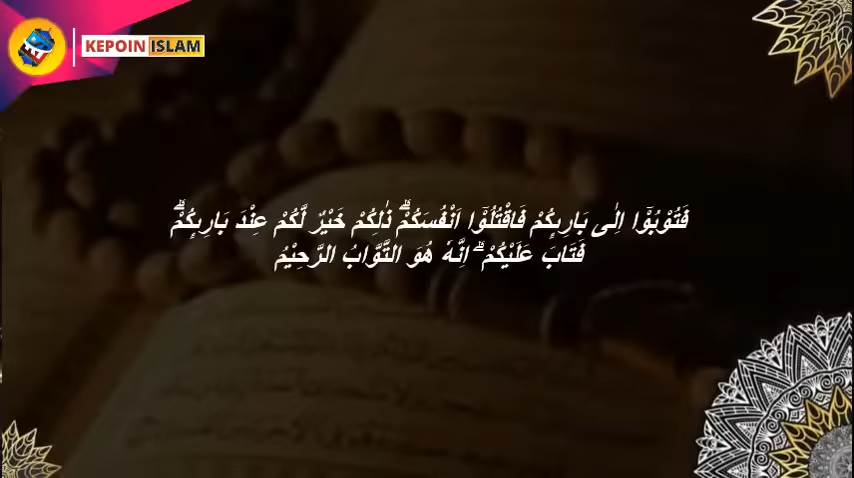 KEPOIN ISLAM
فَتُوْبُوْٓا اِلٰى بَارِىِٕكُمْ فَاقْتُلُوْٓا اَنْفُسَكُمْۗ ذٰلِكُمْ خَيْرٌ لَّكُمْ عِنْدَ بَارِىِٕكُمْۗ
فَتَابَ عَلَيْكُمْ ۗ اِنَّهٗ هُوَ التَّوَّابُ الرَّحِيْمُ